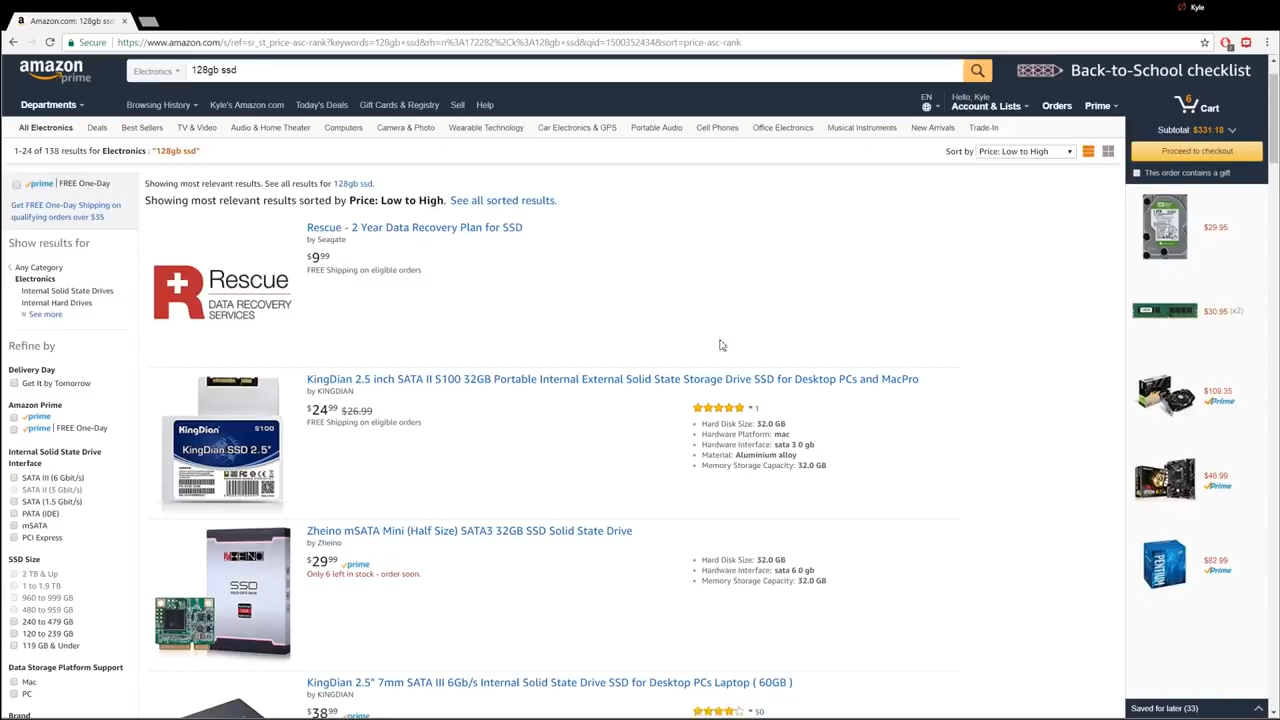 Kyle
Amazon.com: 128gb ssd
Secure https://www.amazon.com/s/ref=sr_st_price-asc-rank?keywords=128gb+ssd&rh=n%3A172282%2Ck%3A128gb+ssd&qid=1500352434&sort=price-asc-rank
amazon prime
Electronics
128gb ssd
Back-to-School checklist
Departments
Browsing History
Kyle's Amazon.com
Today's Deals
Gift Cards & Registry
Sell
Help
EN
Hello, Kyle
Account & Lists
Orders
Prime
6
Cart
All Electronics
Deals
Best Sellers
TV & Video
Audio & Home Theater
Computers
Camera & Photo
Wearable Technology
Car Electronics & GPS
Portable Audio
Cell Phones
Office Electronics
Musical Instruments
New Arrivals
Trade-In
Subtotal: $331.18
Proceed to checkout
This order contains a gift
1-24 of 138 results for Electronics : "128gb ssd"
Sort by Price: Low to High
prime | FREE One-Day
Get FREE One-Day Shipping on
qualifying orders over $35
Show results for
Any Category
Electronics
Internal Solid State Drives
Internal Hard Drives
See more
Refine by
Delivery Day
Get It by Tomorrow
Amazon Prime
prime
prime | FREE One-Day
Internal Solid State Drive
Interface
SATA III (6 Gbit/s)
SATA II (3 Gbit/s)
SATA (1.5 Gbit/s)
PATA (IDE)
mSATA
PCI Express
SSD Size
2 TB & Up
1 to 1.9 TB
960 to 999 GB
480 to 959 GB
240 to 479 GB
120 to 239 GB
119 GB & Under
Data Storage Platform Support
Mac
PC
Brand
Showing most relevant results. See all results for 128gb ssd.
Showing most relevant results sorted by Price: Low to High. See all sorted results.
Rescue - 2 Year Data Recovery Plan for SSD
by Seagate
$9.99
FREE Shipping on eligible orders
Rescue
DATA RECOVERY
SERVICES
KingDian 2.5 inch SATA II S100 32GB Portable Internal External Solid State Storage Drive SSD for Desktop PCs and MacPro
by KINGDIAN
$24.99 $26.99
FREE Shipping on eligible orders
1
Hard Disk Size: 32.0 GB
Hardware Platform: mac
Hardware Interface: sata 3 0 gb
Material: Aluminium alloy
Memory Storage Capacity: 32.0 GB
KingDian S100
KingDian SSD 2.5"
Zheino mSATA Mini (Half Size) SATA3 32GB SSD Solid State Drive
by Zheino
$29.99 prime
Only 6 left in stock - order soon.
Hard Disk Size: 32.0 GB
Hardware Interface: sata 6 0 gb
Memory Storage Capacity: 32.0 GB
ZHEINO
SSD
KingDian 2.5" 7mm SATA III 6Gb/s Internal Solid State Drive SSD for Desktop PCs Laptop ( 60GB )
by KINGDIAN
$38.99 prime
30
$29.95
$30.95 (x2)
$109.35
Prime
$46.99
Prime
PENTIUM
$82.99
Prime
Saved for later (33)